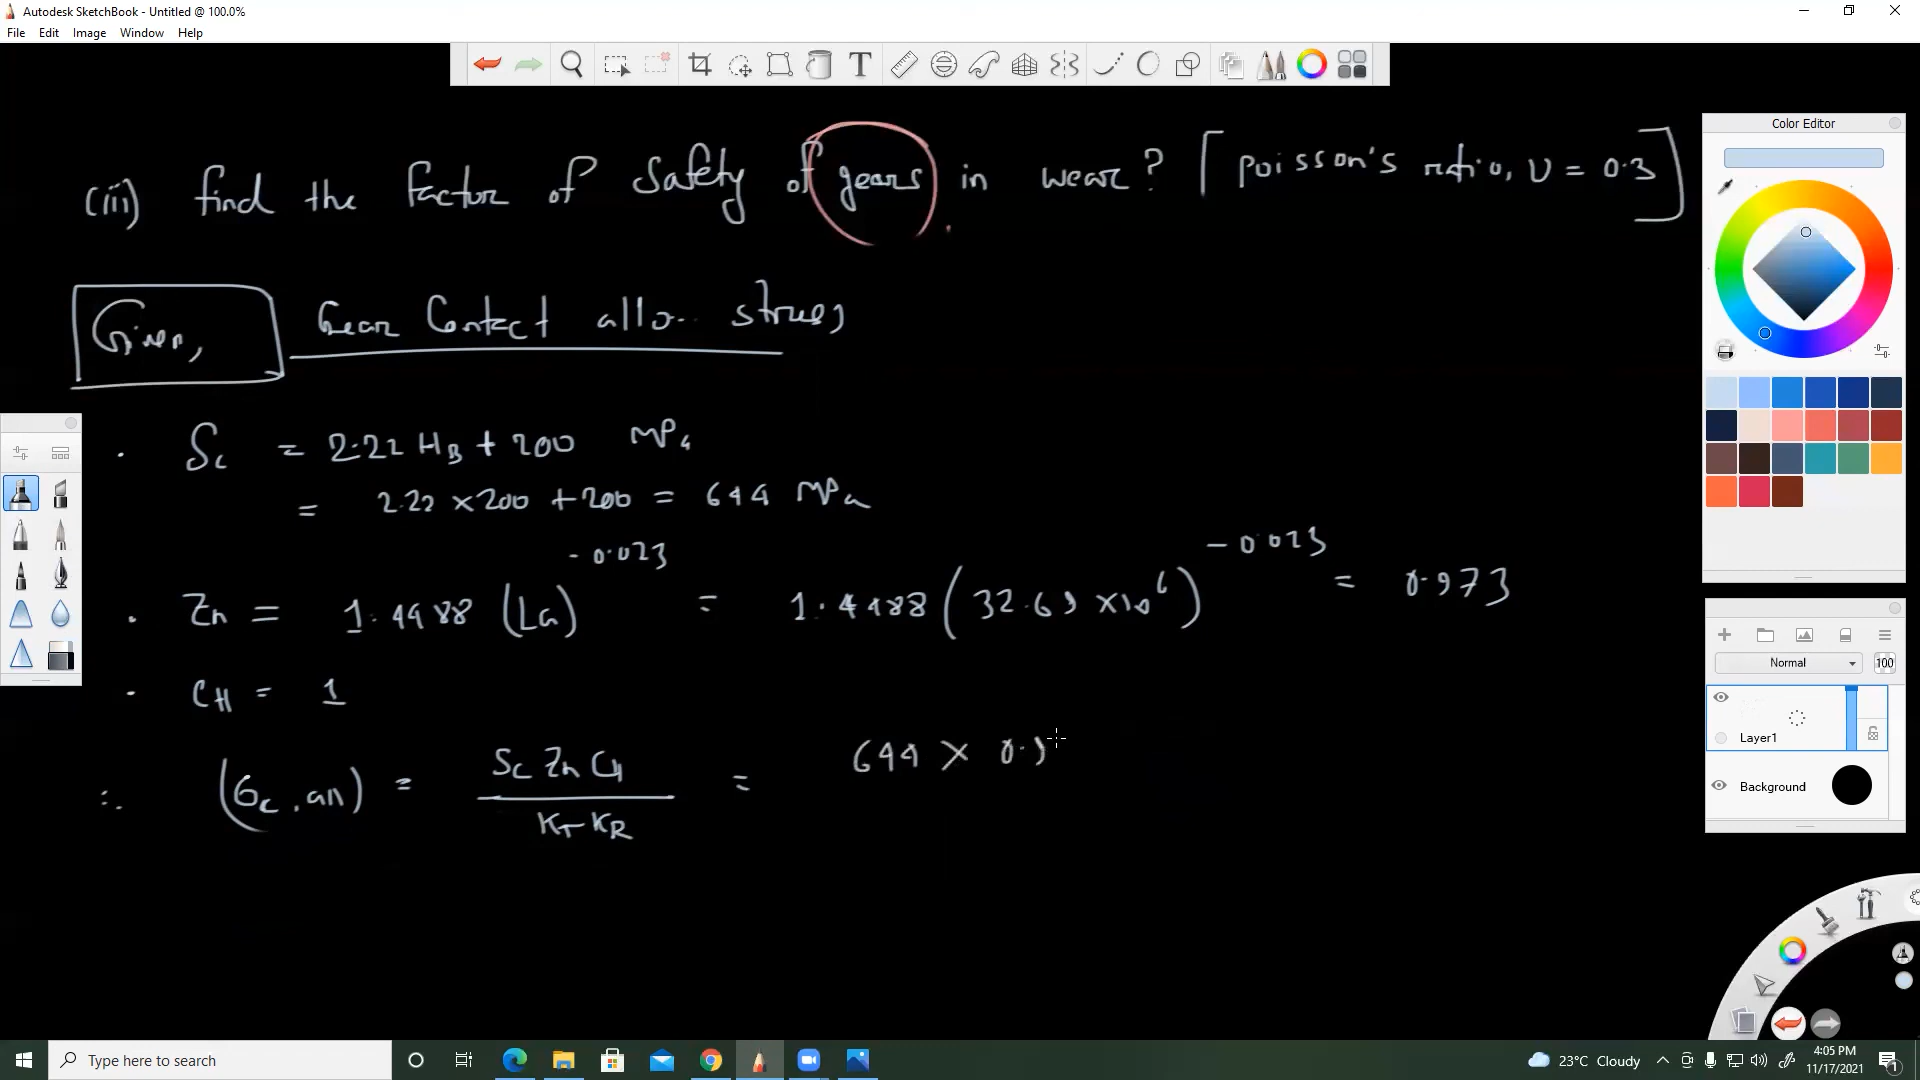 Autodesk SketchBook - Untitled @ 100.0%
File Edit Image Window Help
T
Color Editor
(iii) find the factor of Safety of gears in wear? [poisson's ratio, ν = 0.3]
Given, Gear Contact allo.. stress
· Sc = 2.22 HB + 200 MPa
= 2.22 × 200 + 200 = 644 MPa
· Zn = 1.4488 (La)^-0.023 = 1.4488 (32.69 × 10^6)^-0.023 = 0.973
· CH = 1
∴ (σc, all) = Sc Zn CH / KT KR = 644 × 0.9
Normal 100
Layer1
Background
Type here to search
23°C Cloudy
4:05 PM
11/17/2021
1